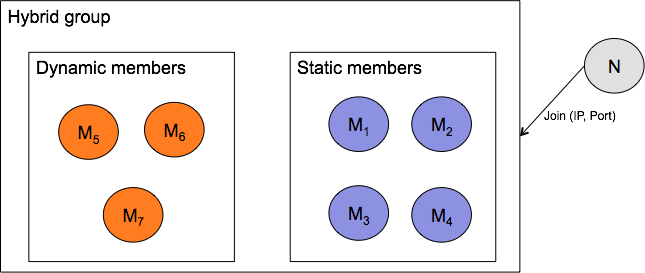 Hybrid group
Dynamic members
Static members
N
M₁
M₂
M₅
M₆
Join (IP, Port)
M₃
M₄
M₇